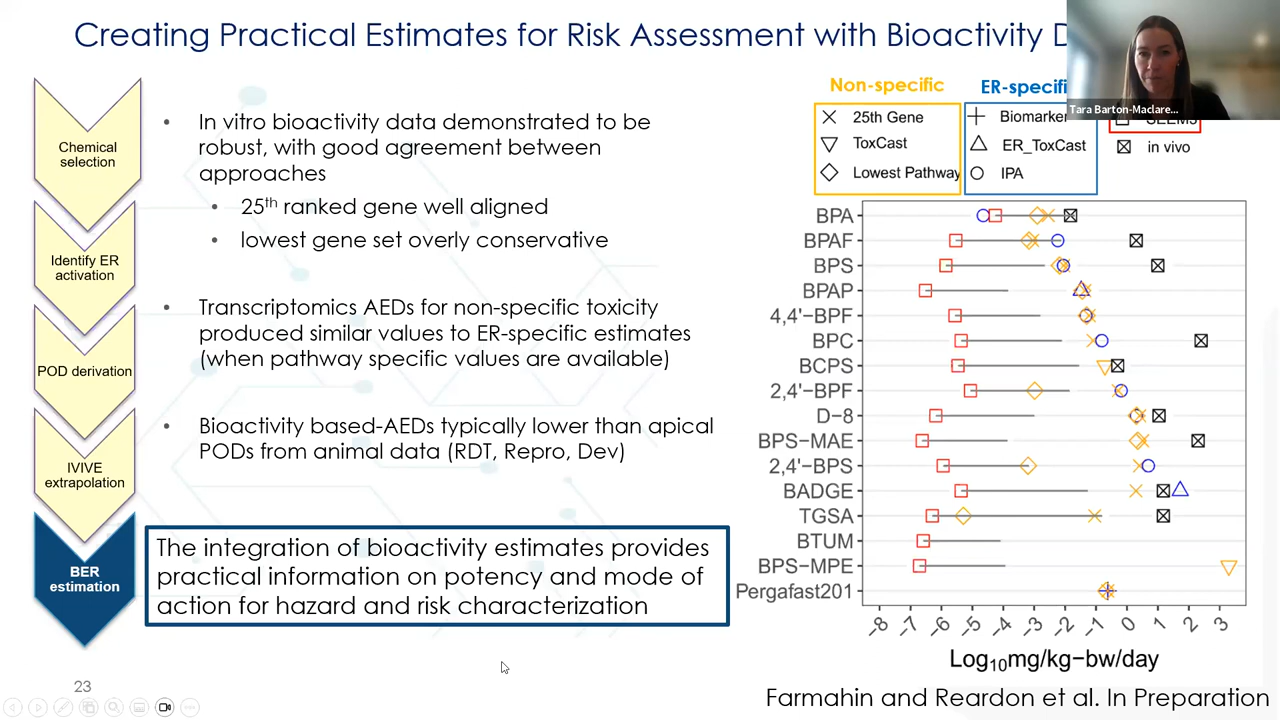 Creating Practical Estimates for Risk Assessment with Bioactivity
Tara Barton-Maclare...
Chemical
selection
Identify ER
activation
POD derivation
IVIVE
extrapolation
BER
estimation
• In vitro bioactivity data demonstrated to be
robust, with good agreement between
approaches
• 25th ranked gene well aligned
• lowest gene set overly conservative
• Transcriptomics AEDs for non-specific toxicity
produced similar values to ER-specific estimates
(when pathway specific values are available)
• Bioactivity based-AEDs typically lower than apical
PODs from animal data (RDT, Repro, Dev)
The integration of bioactivity estimates provides
practical information on potency and mode of
action for hazard and risk characterization
23
Non-specific
25th Gene
ToxCast
Lowest Pathway
Biomarker
ER_ToxCast
IPA
in vivo
BPA
BPAF
BPS
BPAP
4,4'-BPF
BPC
BCPS
2,4'-BPF
D-8
BPS-MAE
2,4'-BPS
BADGE
TGSA
BTUM
BPS-MPE
Pergafast201
-8 -7 -6 -5 -4 -3 -2 -1 0 1 2 3
Log10mg/kg-bw/day
Farmahin and Reardon et al. In Preparation